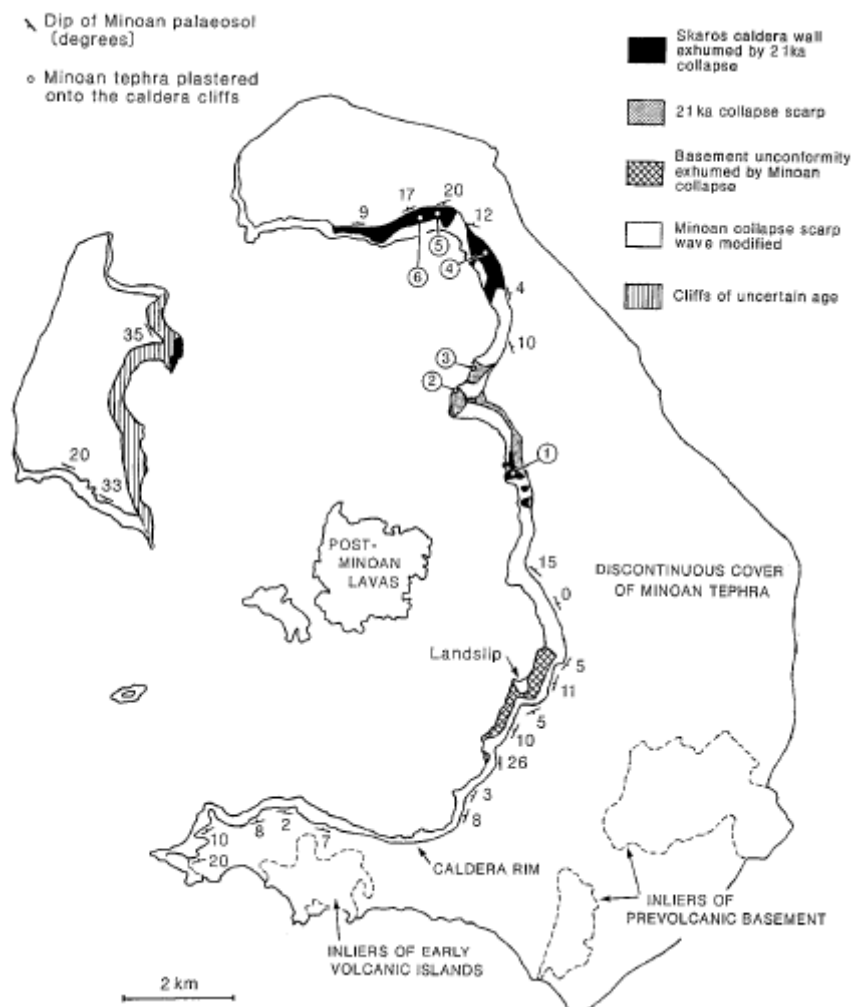 Dip of Minoan palaeosol
(degrees)
Minoan tephra plastered
onto the caldera cliffs
Skaros caldera wall
exhumed by 21ka
collapse
21ka collapse scarp
Basement unconformity
exhumed by Minoan
collapse
Minoan collapse scarp
wave modified
Cliffs of uncertain age
9
17
20
12
5
6
4
4
10
3
2
1
35
20
33
POST-
MINOAN
LAVAS
15
0
DISCONTINUOUS COVER
OF MINOAN TEPHRA
Landslip
5
11
5
10
26
3
8
10
8
2
7
20
CALDERA RIM
INLIERS OF
PREVOLCANIC BASEMENT
INLIERS OF EARLY
VOLCANIC ISLANDS
2 km